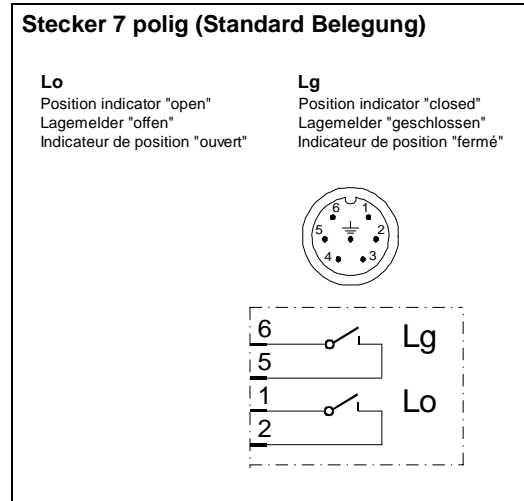 Stecker 7 polig (Standard Belegung)
Lo
Position indicator "open"
Lagemelder "offen"
Indicateur de position "ouvert"
Lg
Position indicator "closed"
Lagemelder "geschlossen"
Indicateur de position "fermé"
6 1
5 2
4 3
6 Lg
5
1 Lo
2